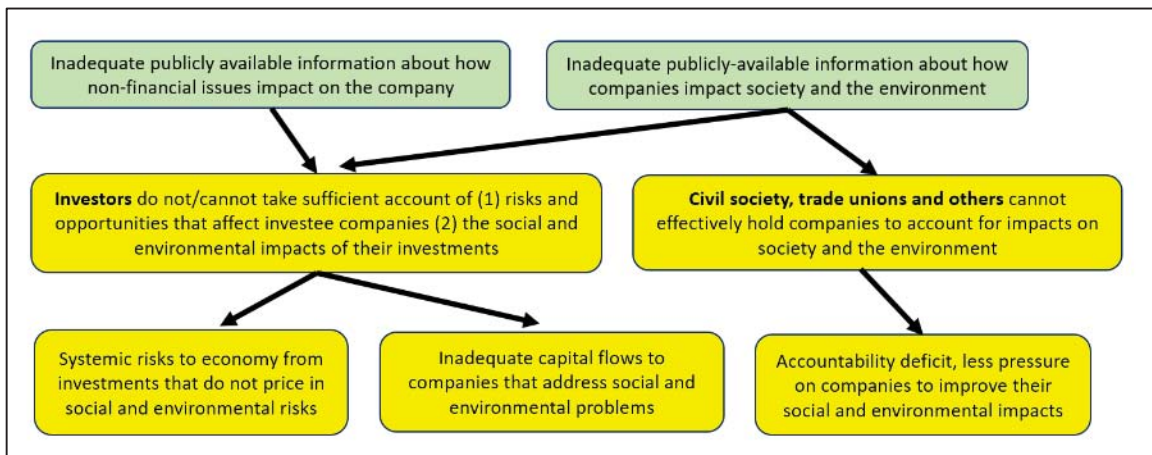 Inadequate publicly available information about how
non-financial issues impact on the company
Inadequate publicly-available information about how
companies impact society and the environment
Investors do not/cannot take sufficient account of (1) risks and
opportunities that affect investee companies (2) the social and
environmental impacts of their investments
Civil society, trade unions and others cannot
effectively hold companies to account for impacts on
society and the environment
Systemic risks to economy from
investments that do not price in
social and environmental risks
Inadequate capital flows to
companies that address social and
environmental problems
Accountability deficit, less pressure
on companies to improve their
social and environmental impacts